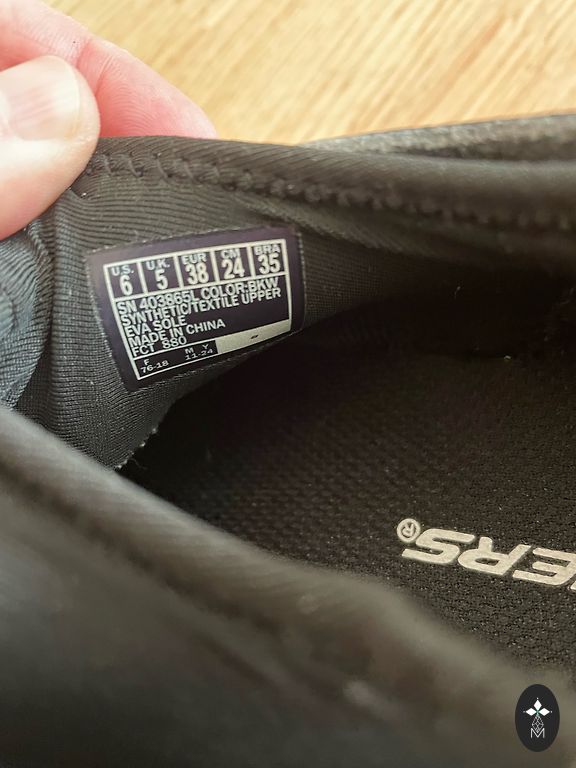 U.S. U.K. EUR CM BRA
6 5 38 24 35
SN 403865L COLOR:BKW
SYNTHETIC/TEXTILE UPPER
EVA SOLE
MADE IN CHINA
FCT 880
F M Y
76-18 11-24
ERS®
M